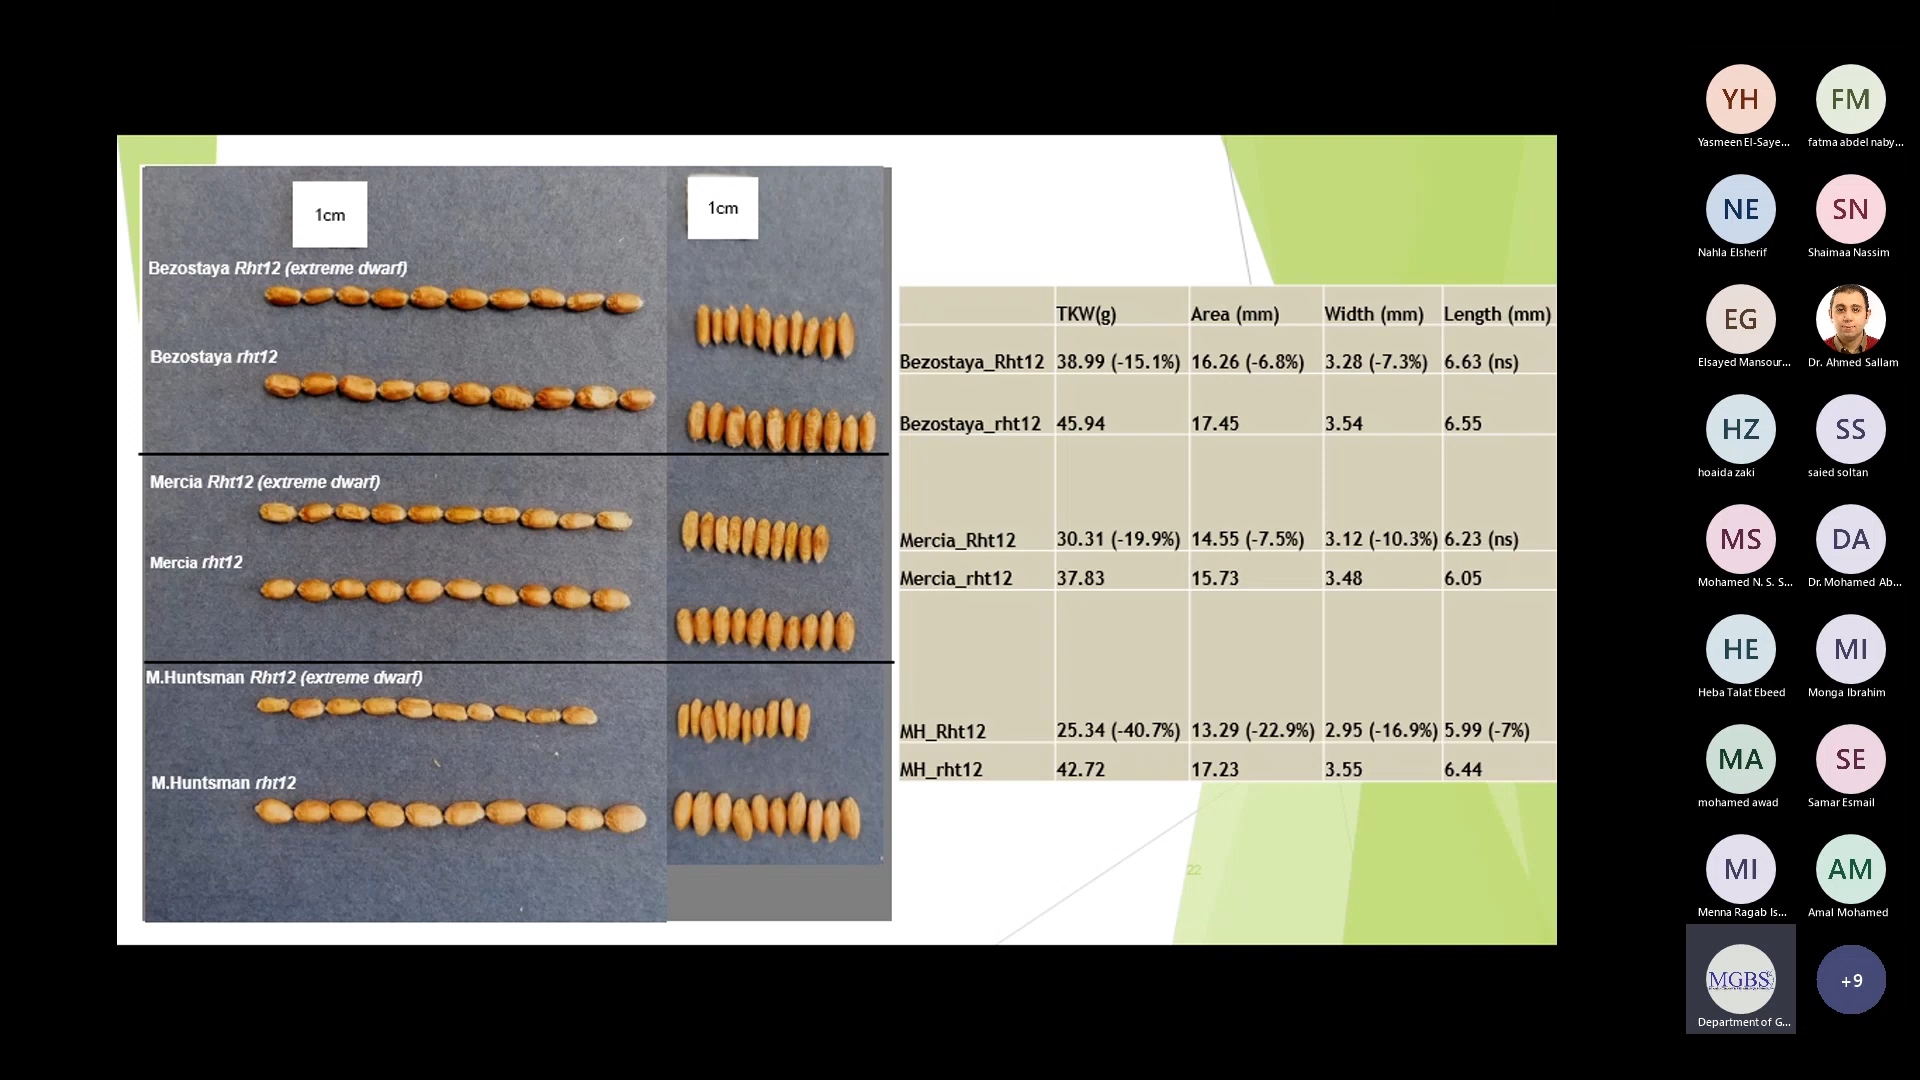 1cm
1cm
Bezostaya Rht12 (extreme dwarf)
Bezostaya rht12
Mercia Rht12 (extreme dwarf)
Mercia rht12
M.Huntsman Rht12 (extreme dwarf)
M.Huntsman rht12
TKW(g) Area (mm) Width (mm) Length (mm)
Bezostaya_Rht12 38.99 (-15.1%) 16.26 (-6.8%) 3.28 (-7.3%) 6.63 (ns)
Bezostaya_rht12 45.94 17.45 3.54 6.55
Mercia_Rht12 30.31 (-19.9%) 14.55 (-7.5%) 3.12 (-10.3%) 6.23 (ns)
Mercia_rht12 37.83 15.73 3.48 6.05
MH_Rht12 25.34 (-40.7%) 13.29 (-22.9%) 2.95 (-16.9%) 5.99 (-7%)
MH_rht12 42.72 17.23 3.55 6.44
22
YH FM
Yasmeen El-Saye... fatma abdel naby...
NE SN
Nahla Elsherif Shaimaa Nassim
EG
Elsayed Mansour... Dr. Ahmed Sallam
HZ SS
hoaida zaki saied soltan
MS DA
Mohamed N. S. S... Dr. Mohamed Ab...
HE MI
Heba Talat Ebeed Monga Ibrahim
MA SE
mohamed awad Samar Esmail
MI AM
Menna Ragab Is... Amal Mohamed
MGBS +9
Department of G...